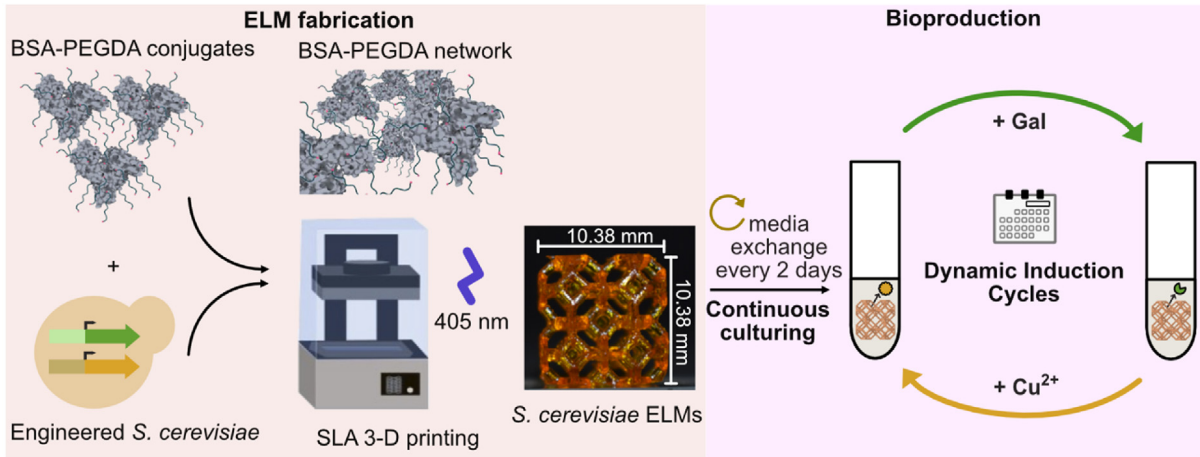 ELM fabrication
BSA-PEGDA conjugates
BSA-PEGDA network
+
Engineered S. cerevisiae
SLA 3-D printing
405 nm
10.38 mm
10.38 mm
S. cerevisiae ELMs
Bioproduction
media
exchange
every 2 days
Continuous
culturing
+ Gal
Dynamic Induction
Cycles
+ Cu²⁺